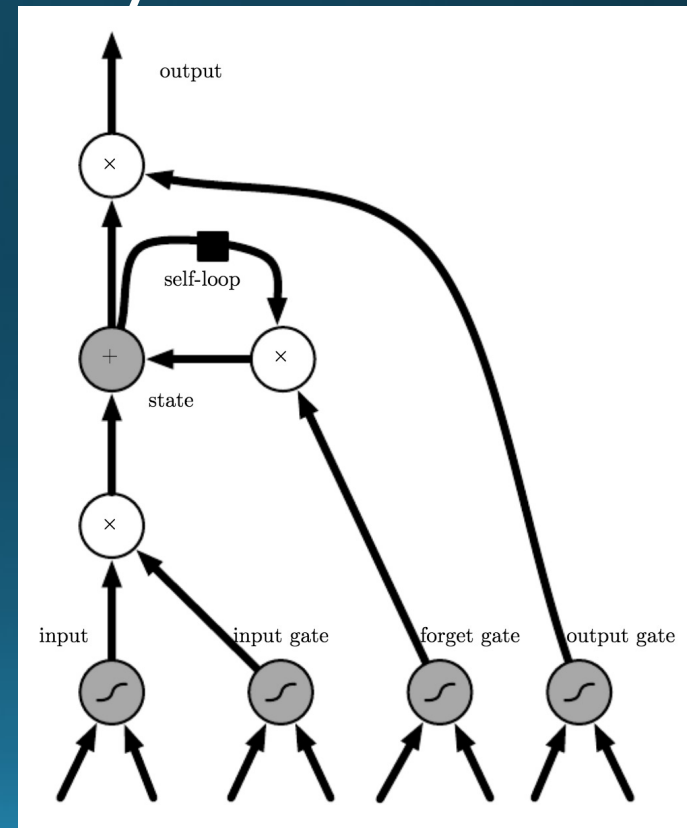 output
×
self-loop
+
×
state
×
input
input gate
forget gate
output gate